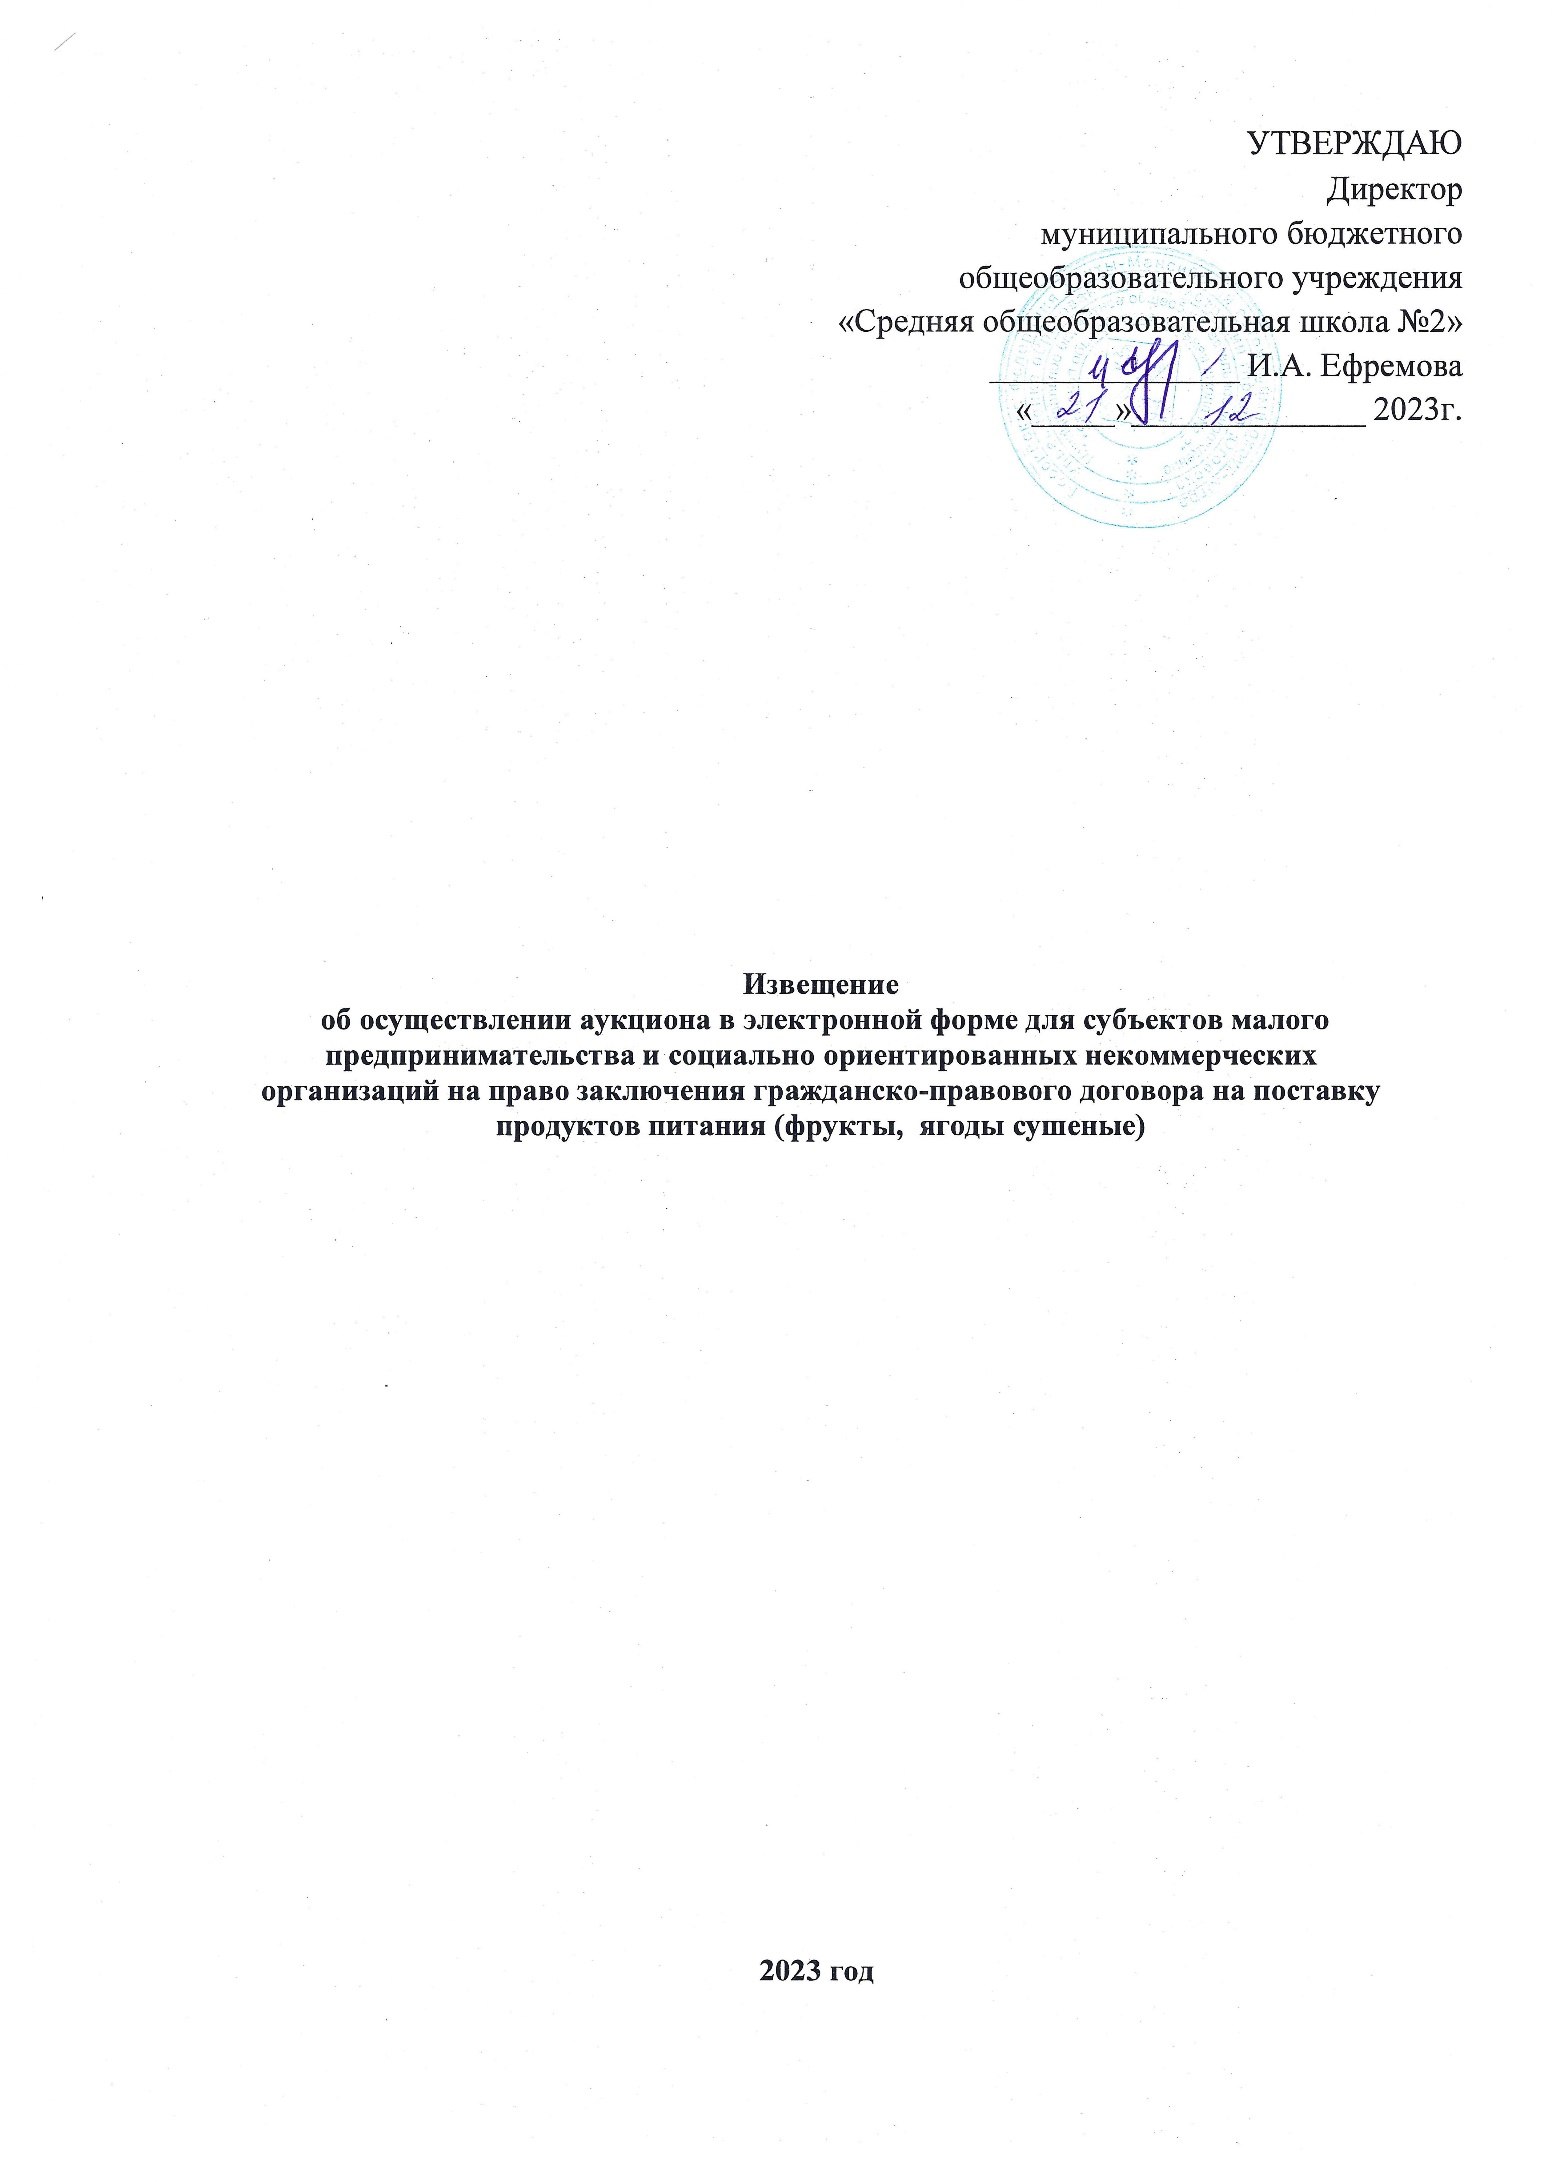 УТВЕРЖДАЮ
Директор
муниципального бюджетного
общеобразовательного учреждения
«Средняя общеобразовательная школа №2»
И.А. Ефремова
«21» 12 2023г.
Извещение
об осуществлении аукциона в электронной форме для субъектов малого
предпринимательства и социально ориентированных некоммерческих
организаций на право заключения гражданско-правового договора на поставку
продуктов питания (фрукты, ягоды сушеные)
2023 год